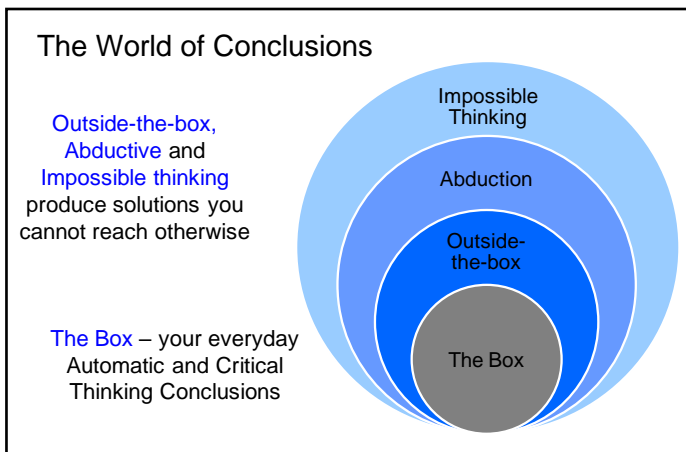 The World of Conclusions
Outside-the-box,
Abductive and
Impossible thinking
produce solutions you
cannot reach otherwise
The Box – your everyday
Automatic and Critical
Thinking Conclusions
Impossible
Thinking
Abduction
Outside-
the-box
The Box